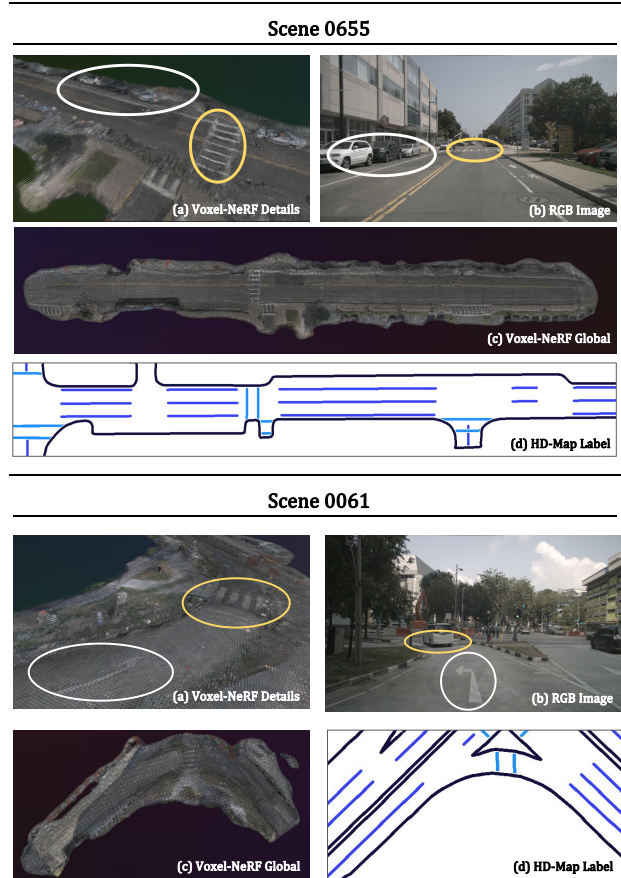 Scene 0655
(a) Voxel-NeRF Details
(b) RGB Image
(c) Voxel-NeRF Global
(d) HD-Map Label
Scene 0061
(a) Voxel-NeRF Details
(b) RGB Image
(c) Voxel-NeRF Global
(d) HD-Map Label